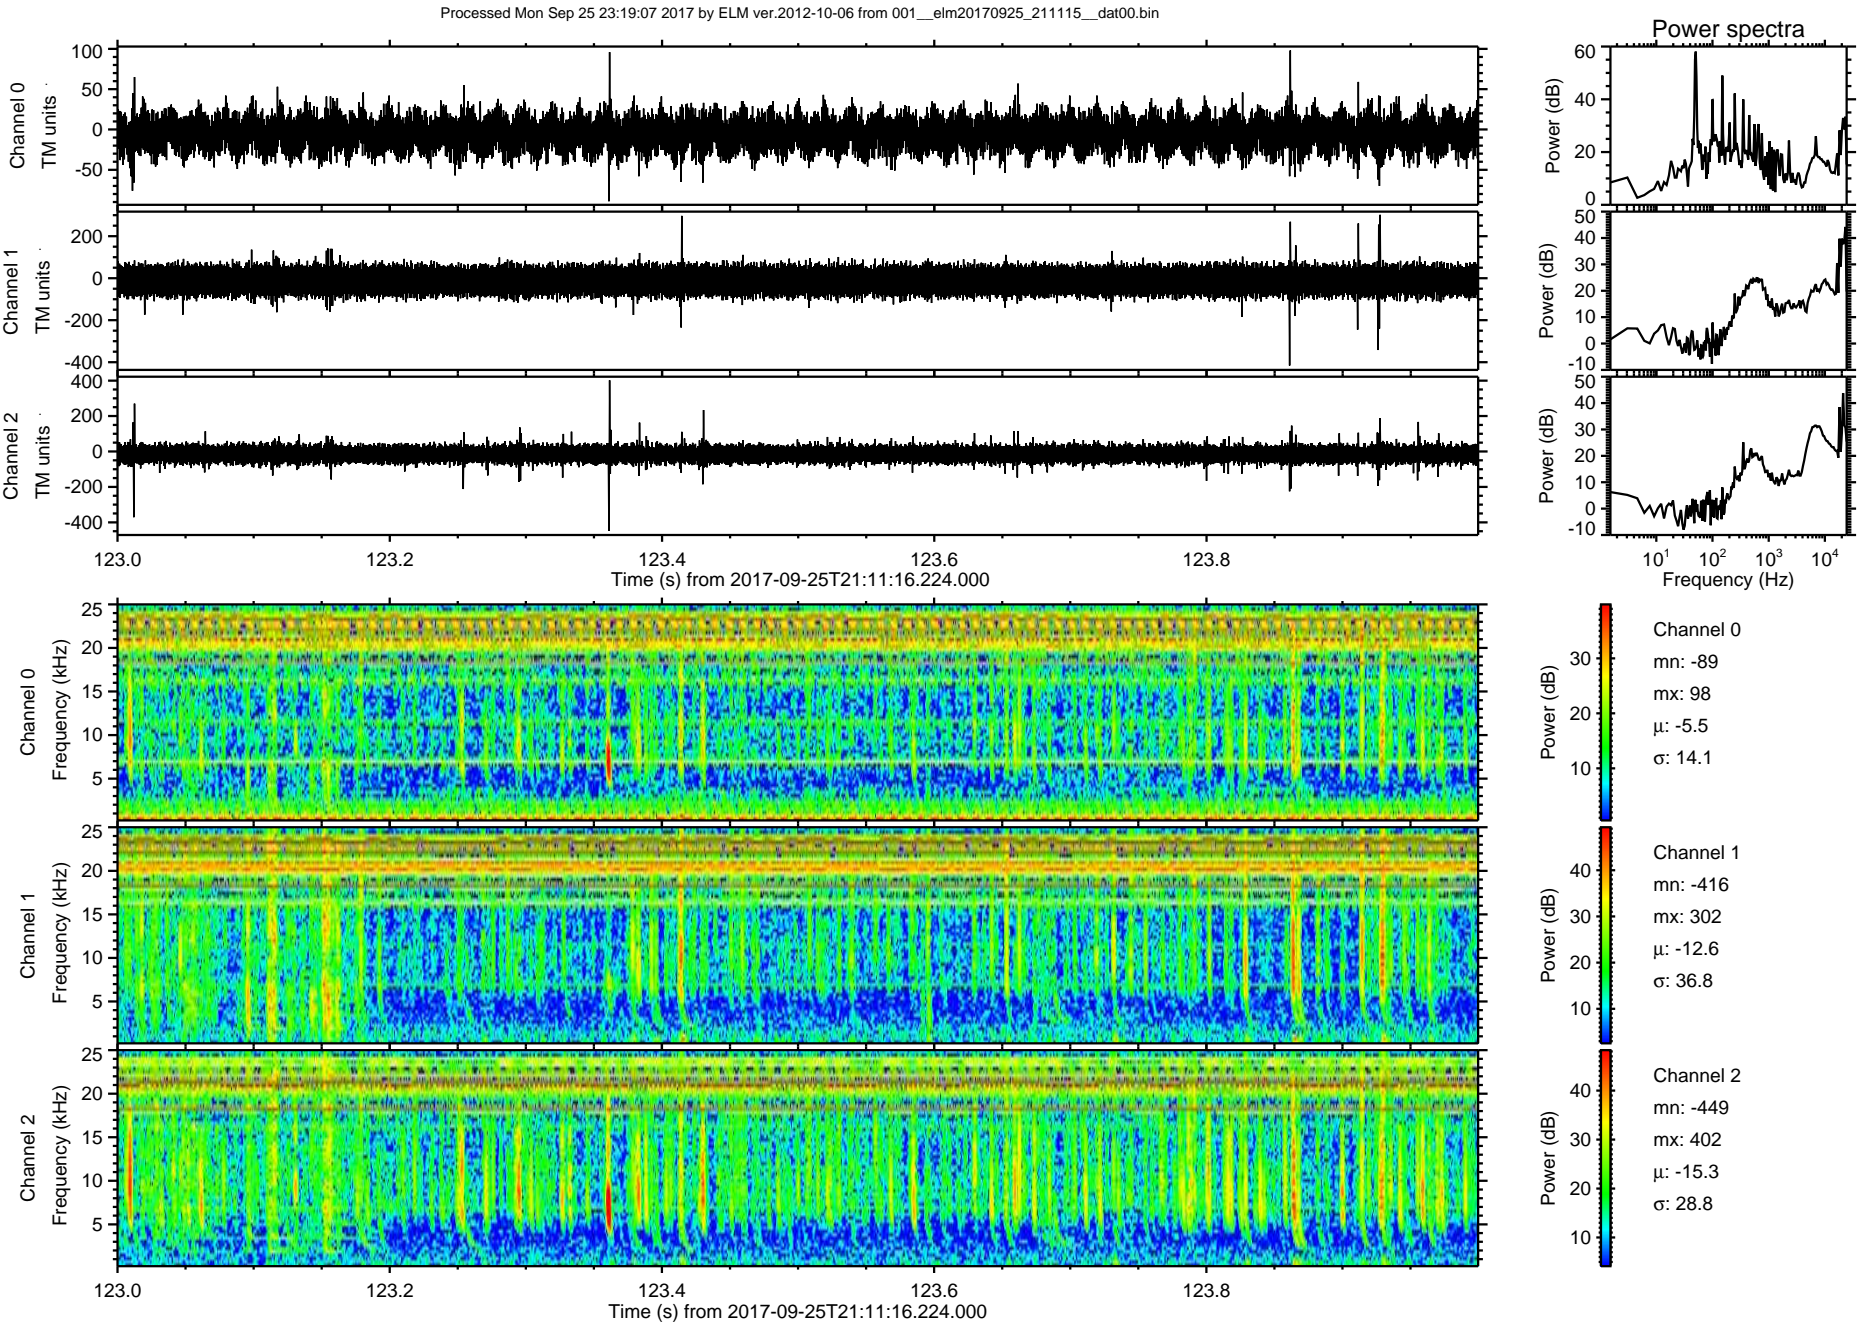 Processed Mon Sep 25 23:19:07 2017 by ELM ver.2012-10-06 from 001__elm20170925_211115__dat00.bin
Power spectra
Channel 0
TM units
100
50
0
-50
Power (dB)
60
40
20
0
Channel 1
TM units
200
0
-200
-400
Power (dB)
50
40
30
20
10
0
-10
Channel 2
TM units
400
200
0
-200
-400
Power (dB)
50
40
30
20
10
0
-10
123.0 123.2 123.4 123.6 123.8
Time (s) from 2017-09-25T21:11:16.224.000
10¹ 10² 10³ 10⁴
Frequency (Hz)
Channel 0
Frequency (kHz)
25
20
15
10
5
Power (dB)
30
20
10
Channel 0
mn: -89
mx: 98
μ: -5.5
σ: 14.1
Channel 1
Frequency (kHz)
25
20
15
10
5
Power (dB)
40
30
20
10
Channel 1
mn: -416
mx: 302
μ: -12.6
σ: 36.8
Channel 2
Frequency (kHz)
25
20
15
10
5
Power (dB)
40
30
20
10
Channel 2
mn: -449
mx: 402
μ: -15.3
σ: 28.8
123.0 123.2 123.4 123.6 123.8
Time (s) from 2017-09-25T21:11:16.224.000